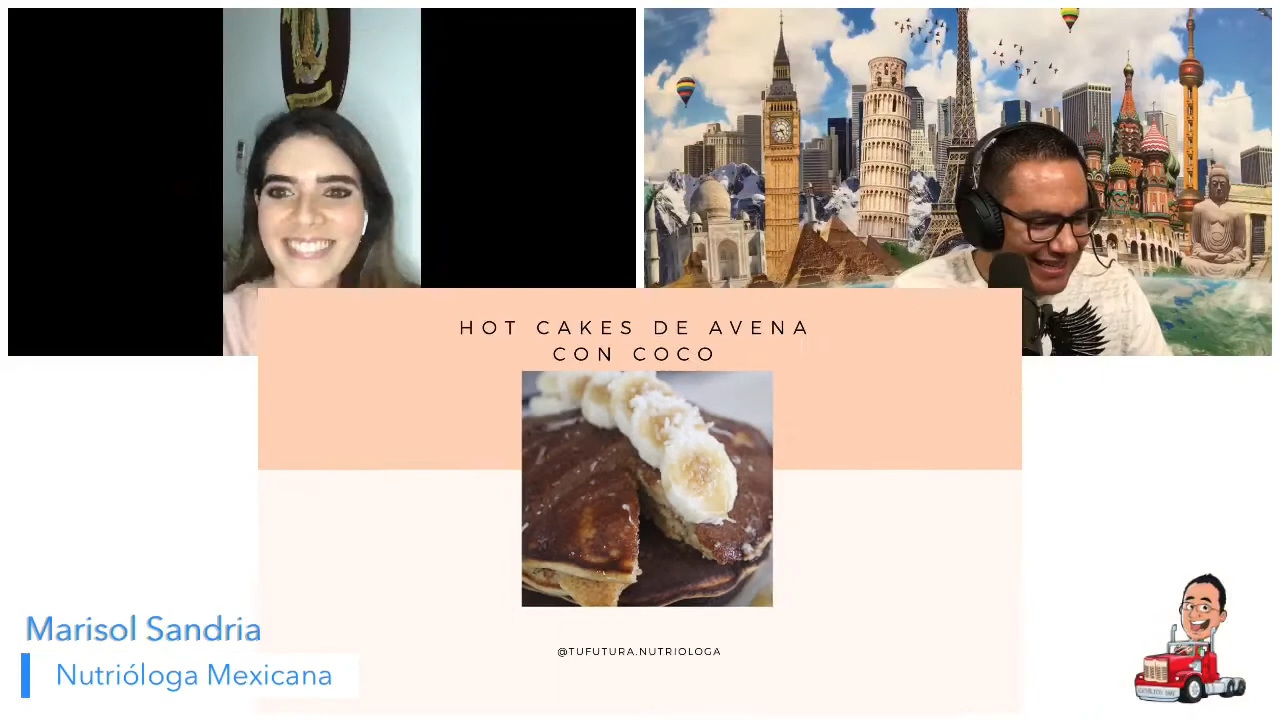 HOT CAKES DE AVENA
CON COCO
@TUFUTURA.NUTRIOLOGA
Marisol Sandria
Nutrióloga Mexicana